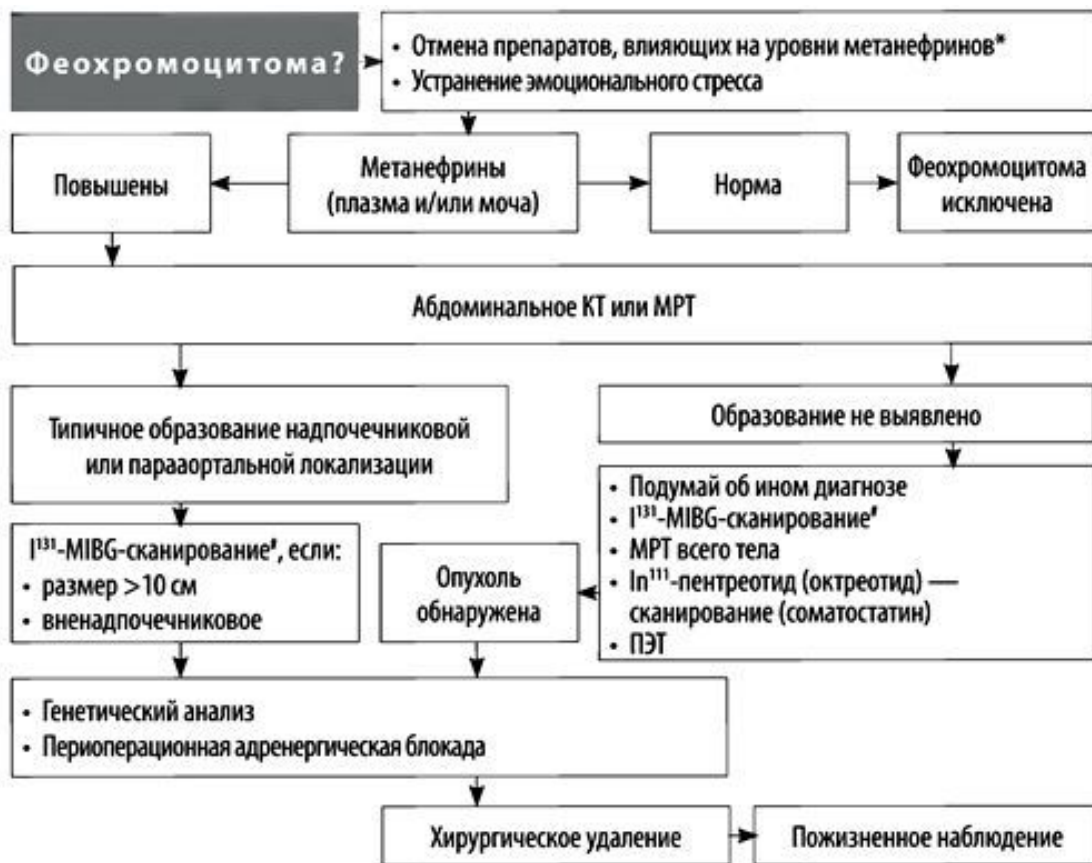 Феохромоцитома?
• Отмена препаратов, влияющих на уровни метанефринов*
• Устранение эмоционального стресса
Повышены
Метанефрины
(плазма и/или моча)
Норма
Феохромоцитома
исключена
Абдоминальное КТ или МРТ
Типичное образование надпочечниковой
или парааортальной локализации
Образование не выявлено
I¹³¹-MIBG-сканирование#, если:
• размер > 10 см
• вненадпочечниковое
Опухоль
обнаружена
• Подумай об ином диагнозе
• I¹³¹-MIBG-сканирование#
• МРТ всего тела
• In¹¹¹-пентреотид (октреотид) —
сканирование (соматостатин)
• ПЭТ
• Генетический анализ
• Периоперационная адренергическая блокада
Хирургическое удаление
Пожизненное наблюдение